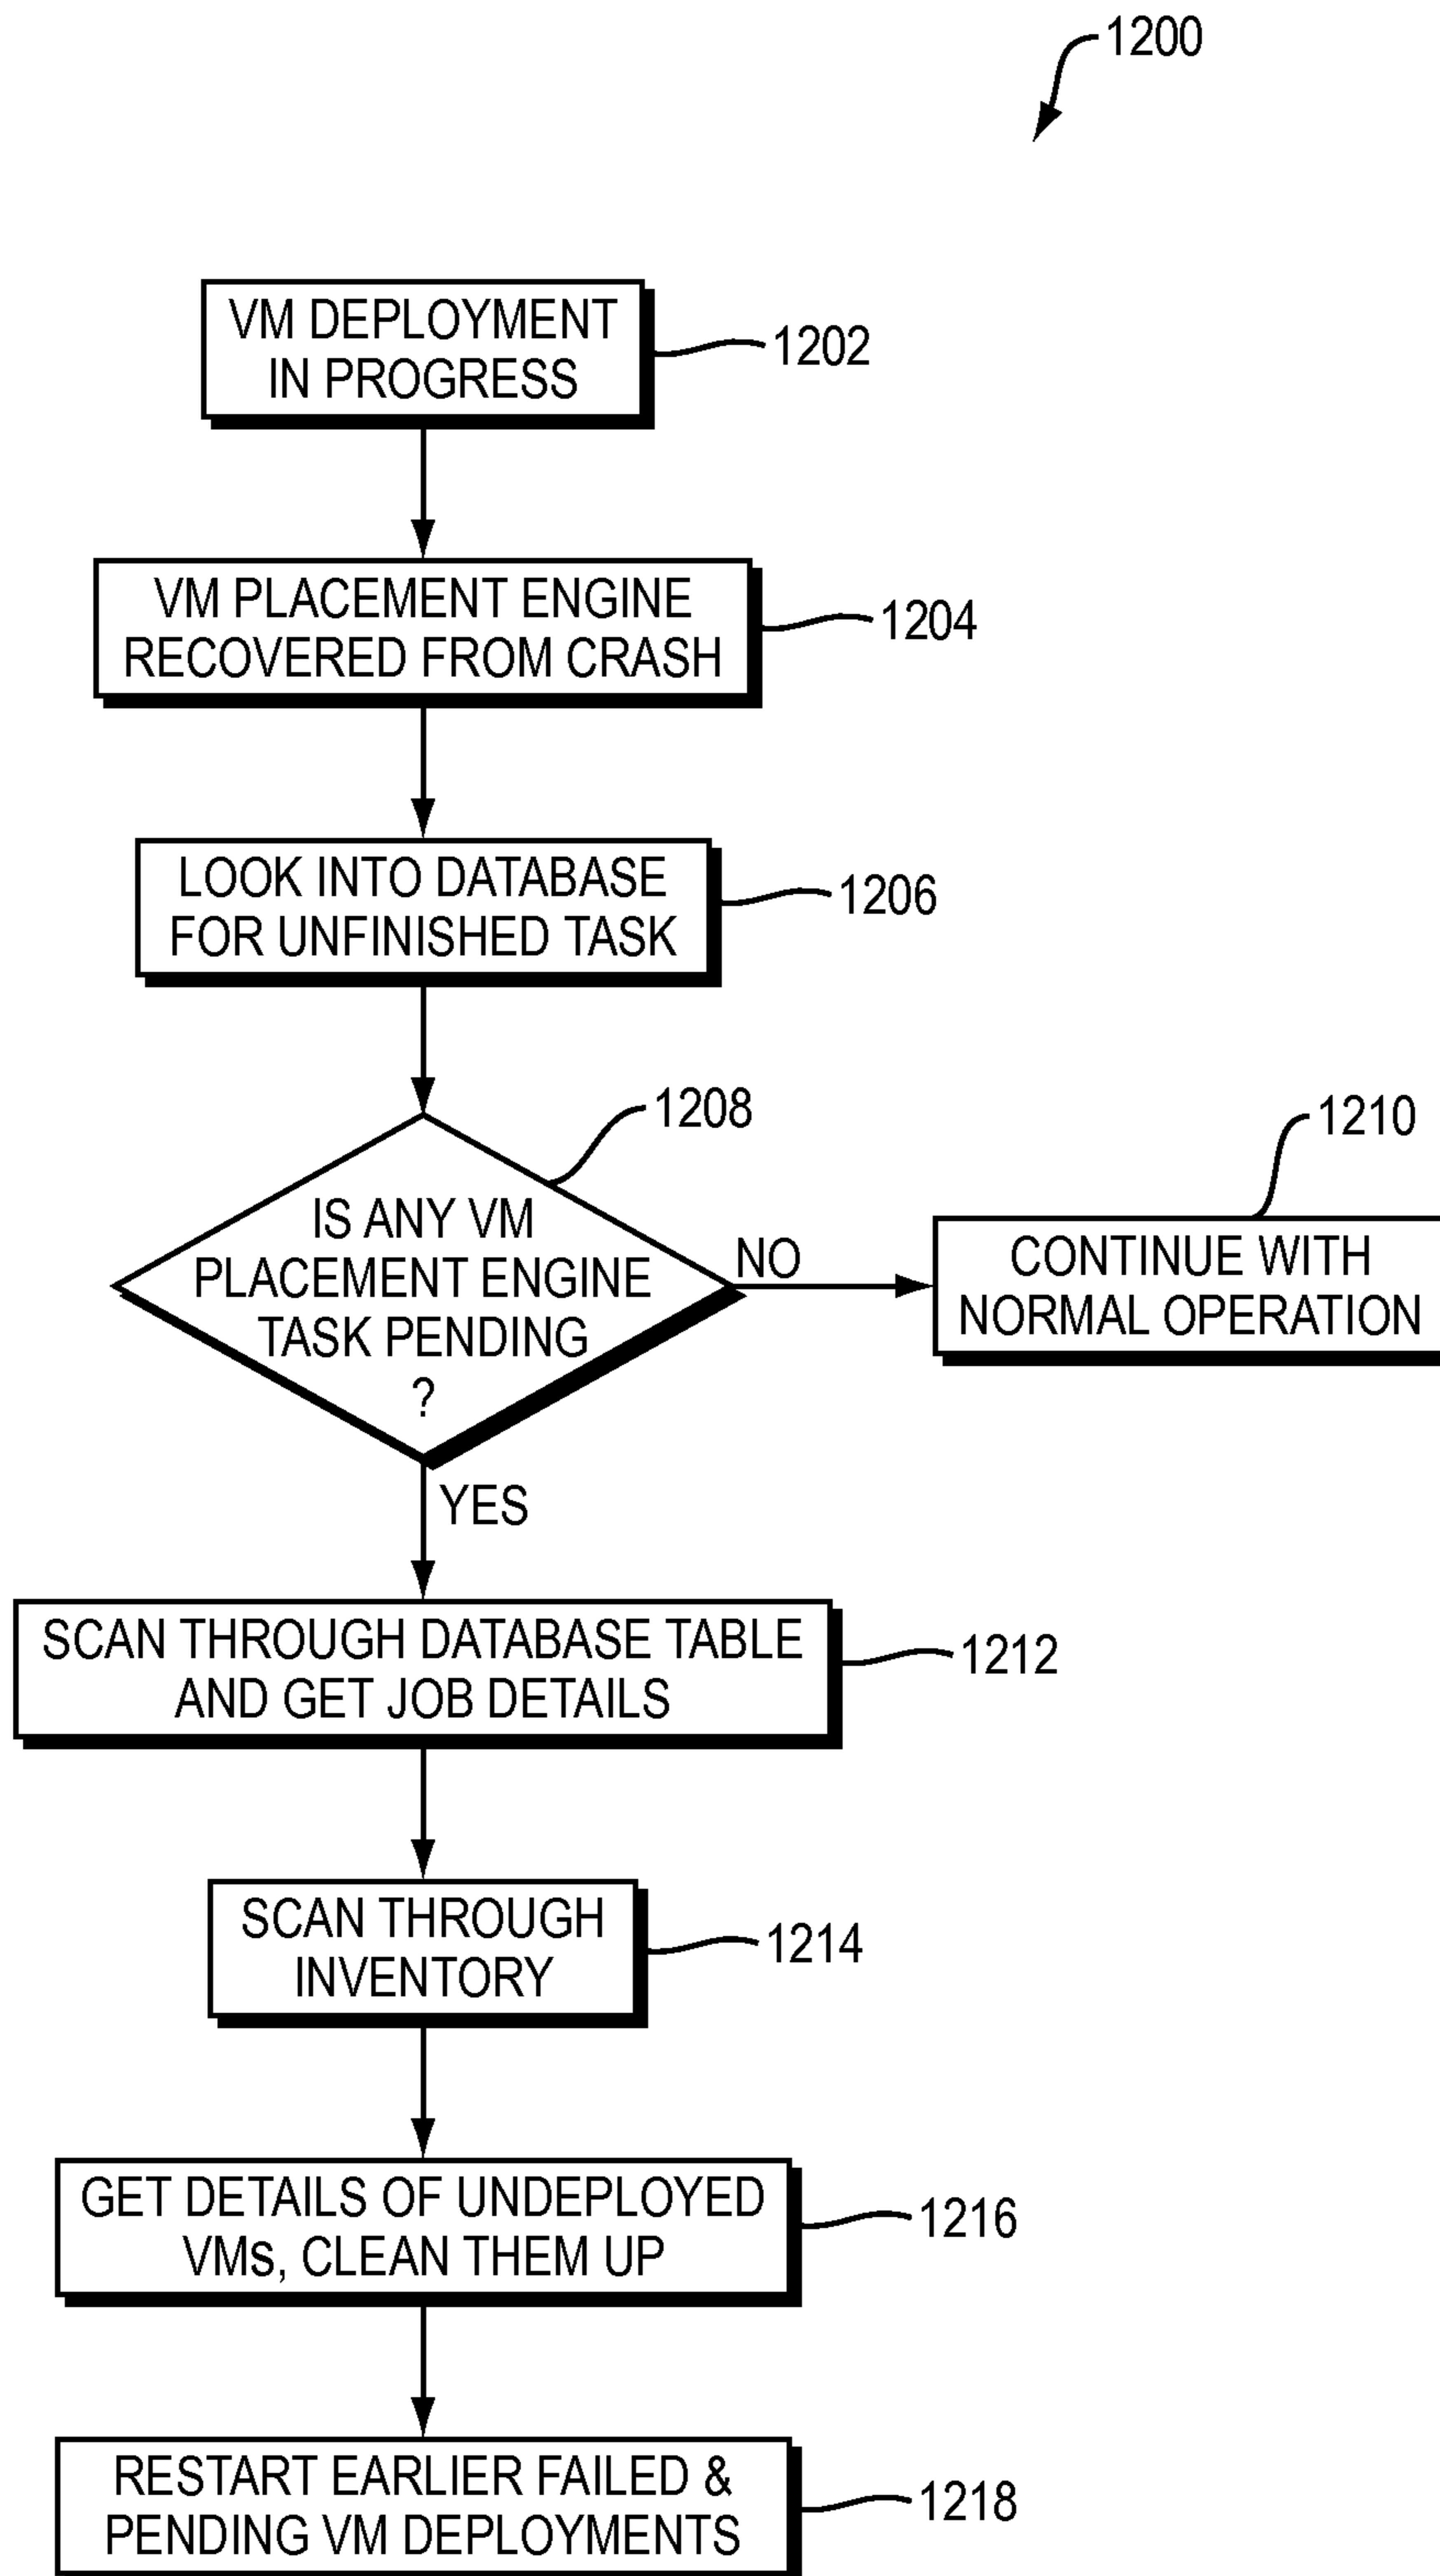 1200
VM DEPLOYMENT
IN PROGRESS
1202
VM PLACEMENT ENGINE
RECOVERED FROM CRASH
1204
LOOK INTO DATABASE
FOR UNFINISHED TASK
1206
1208
IS ANY VM
PLACEMENT ENGINE
TASK PENDING
?
NO
1210
CONTINUE WITH
NORMAL OPERATION
YES
SCAN THROUGH DATABASE TABLE
AND GET JOB DETAILS
1212
SCAN THROUGH
INVENTORY
1214
GET DETAILS OF UNDEPLOYED
VMs, CLEAN THEM UP
1216
RESTART EARLIER FAILED &
PENDING VM DEPLOYMENTS
1218